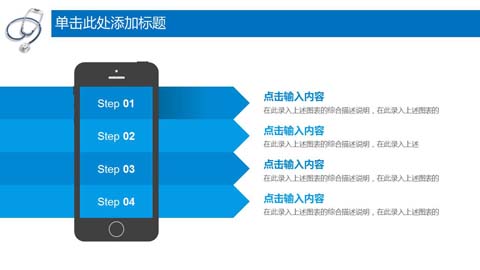 单击此处添加标题
Step 01
点击输入内容
在此录入上述图表的综合描述说明，在此录入上述图表的
Step 02
点击输入内容
在此录入上述图表的综合描述说明，在此录入上述
Step 03
点击输入内容
在此录入上述图表的综合描述说明，在此录入上述图表的
Step 04
点击输入内容
在此录入上述图表的综合描述说明，在此录入上述图表的